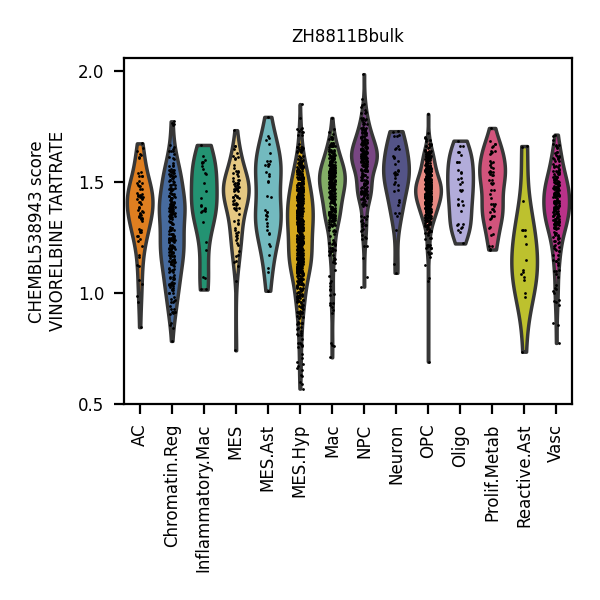 ZH8811Bbulk
CHEMBL538943 score
VINORELBINE TARTRATE
2.0
1.5
1.0
0.5
AC
Chromatin.Reg
Inflammatory.Mac
MES
MES.Ast
MES.Hyp
Mac
NPC
Neuron
OPC
Oligo
Prolif.Metab
Reactive.Ast
Vasc